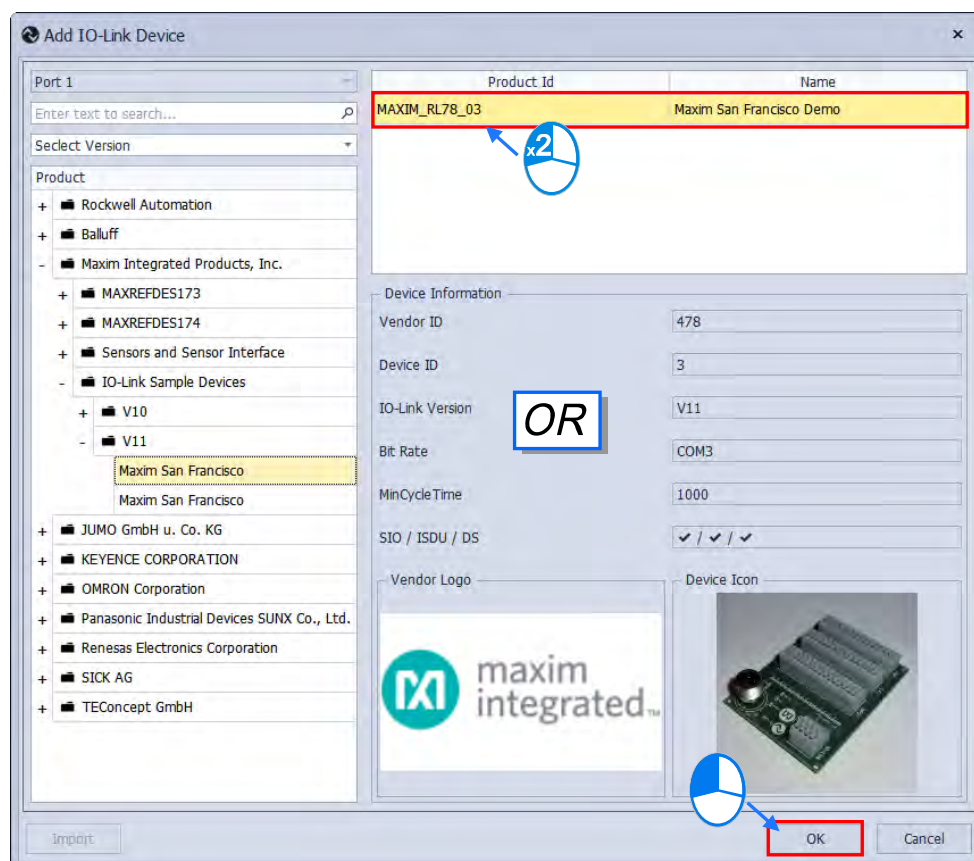 Add IO-Link Device
Port 1
Enter text to search...
Seclect Version
Product
+ Rockwell Automation
+ Balluff
- Maxim Integrated Products, Inc.
+ MAXREFDES173
+ MAXREFDES174
+ Sensors and Sensor Interface
- IO-Link Sample Devices
+ V10
- V11
Maxim San Francisco
Maxim San Francisco
+ JUMO GmbH u. Co. KG
+ KEYENCE CORPORATION
+ OMRON Corporation
+ Panasonic Industrial Devices SUNX Co., Ltd.
+ Renesas Electronics Corporation
+ SICK AG
+ TEConcept GmbH
Product Id Name
MAXIM_RL78_03 Maxim San Francisco Demo
x2
Device Information
Vendor ID 478
Device ID 3
IO-Link Version V11
OR
Bit Rate COM3
MinCycleTime 1000
SIO / ISDU / DS ✔ / ✔ / ✔
Vendor Logo
maxim
integrated™
Device Icon
Import
OK
Cancel